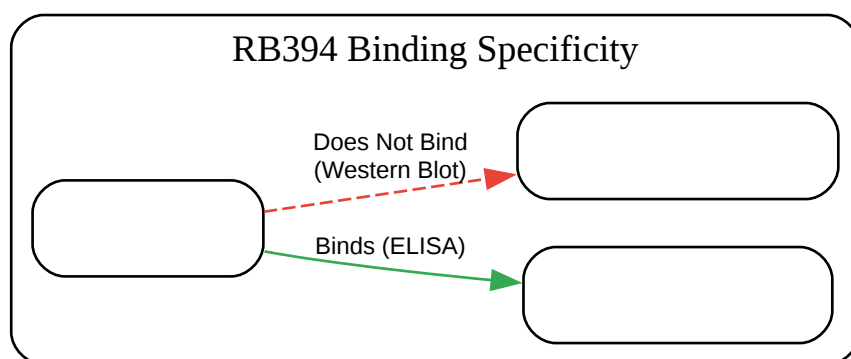 RB394 Binding Specificity
Does Not Bind
(Western Blot)
Binds (ELISA)